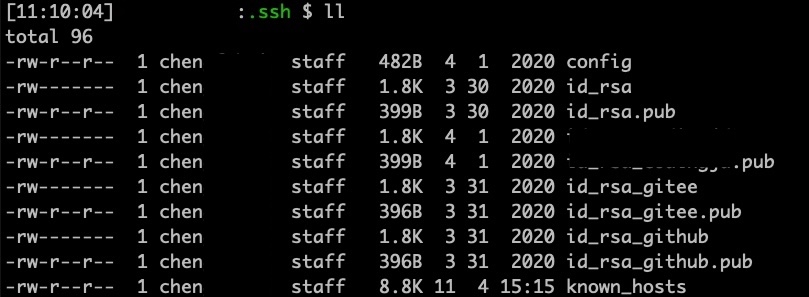 [11:10:04] :.ssh $ ll
total 96
-rw-r--r-- 1 chen staff 482B 4 1 2020 config
-rw------- 1 chen staff 1.8K 3 30 2020 id_rsa
-rw-r--r-- 1 chen staff 399B 3 30 2020 id_rsa.pub
-rw------- 1 chen staff 1.8K 4 1 2020
-rw-r--r-- 1 chen staff 399B 4 1 2020 .pub
-rw------- 1 chen staff 1.8K 3 31 2020 id_rsa_gitee
-rw-r--r-- 1 chen staff 396B 3 31 2020 id_rsa_gitee.pub
-rw------- 1 chen staff 1.8K 3 31 2020 id_rsa_github
-rw-r--r-- 1 chen staff 396B 3 31 2020 id_rsa_github.pub
-rw-r--r-- 1 chen staff 8.8K 11 4 15:15 known_hosts